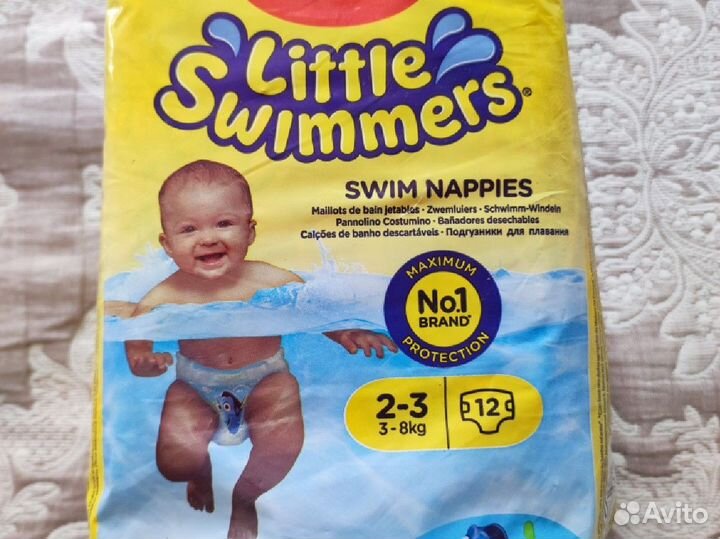 Little
Swimmers®
SWIM NAPPIES
Maillots de bain jetables · Zwemluiers · Schwimm-Windeln
Pannolino Costumino · Bañadores desechables
Calções de banho descartáveis · Подгузники для плавания
MAXIMUM
No.1
BRAND*
PROTECTION
2-3
3-8kg
12
Avito